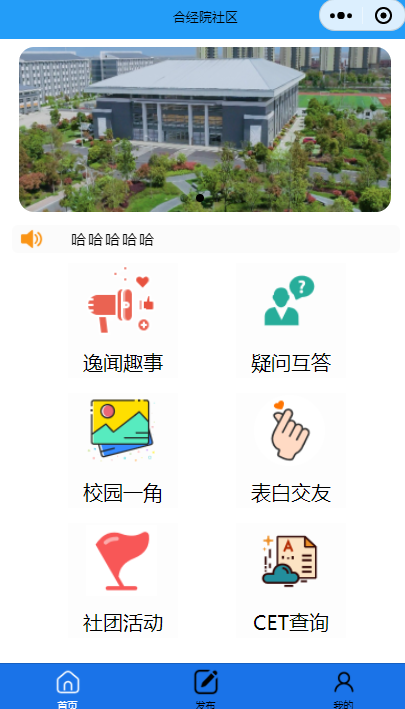 合经院社区
哈哈哈哈哈
逸闻趣事
疑问互答
?
校园一角
表白交友
A
社团活动
CET查询
首页
发布
我的